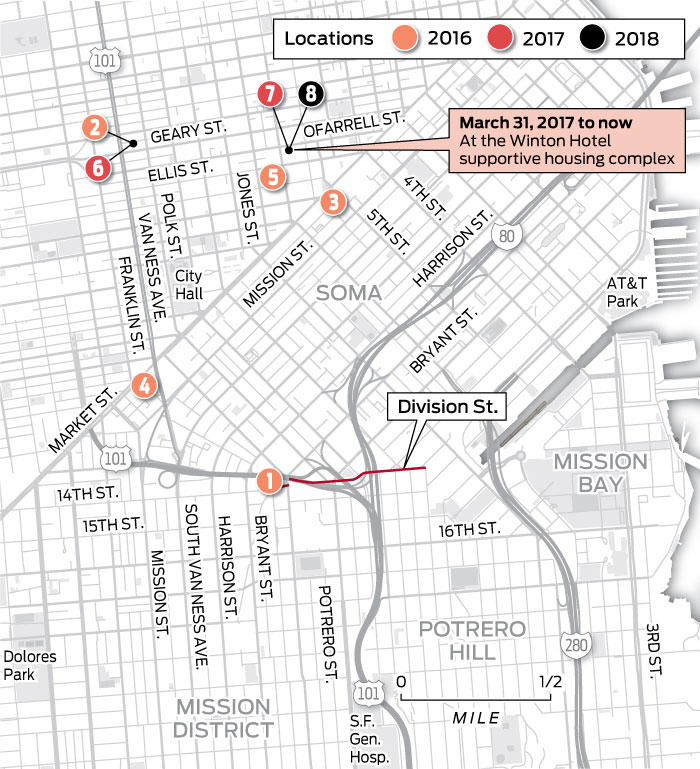 Locations 2016 2017 2018
101
7
8
2
GEARY ST.
OFARRELL ST.
March 31, 2017 to now
At the Winton Hotel
supportive housing complex
6
ELLIS ST.
5
JONES ST.
3
4TH ST.
5TH ST.
HARRISON ST.
80
POLK ST.
VAN NESS AVE.
FRANKLIN ST.
City
Hall
MISSION ST.
SOMA
AT&T
Park
BRYANT ST.
4
MARKET ST.
Division St.
101
1
MISSION
BAY
14TH ST.
15TH ST.
16TH ST.
MISSION ST.
SOUTH VAN NESS AVE.
HARRISON ST.
BRYANT ST.
POTRERO ST.
POTRERO
HILL
280
3RD ST.
Dolores
Park
MISSION
DISTRICT
101
0 1/2
MILE
S.F.
Gen.
Hosp.